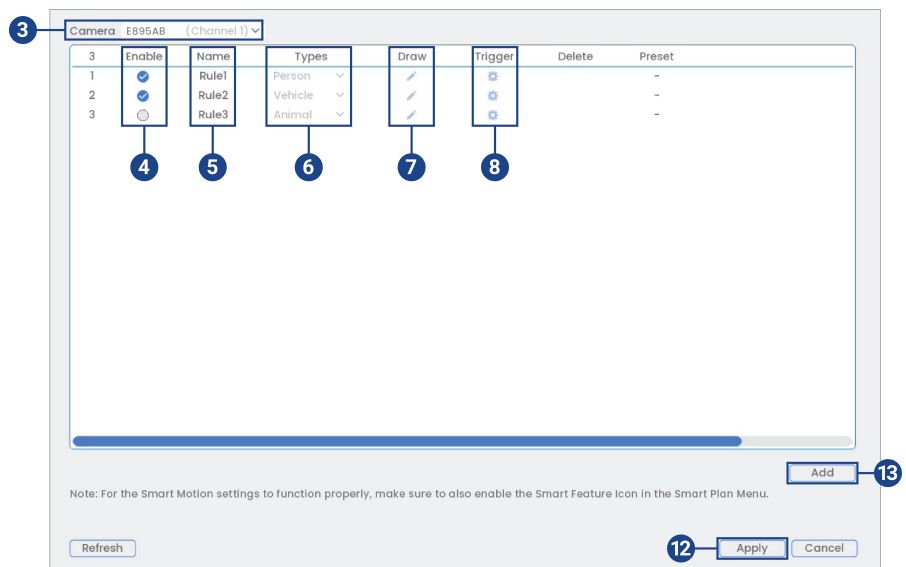 3 Camera E895AB (Channel 1)
3 Enable Name Types Draw Trigger Delete Preset
1 Rule1 Person -
2 Rule2 Vehicle -
3 Rule3 Animal -
4 5 6 7 8
Add 13
Note: For the Smart Motion settings to function properly, make sure to also enable the Smart Feature Icon in the Smart Plan Menu.
Refresh 12 Apply Cancel